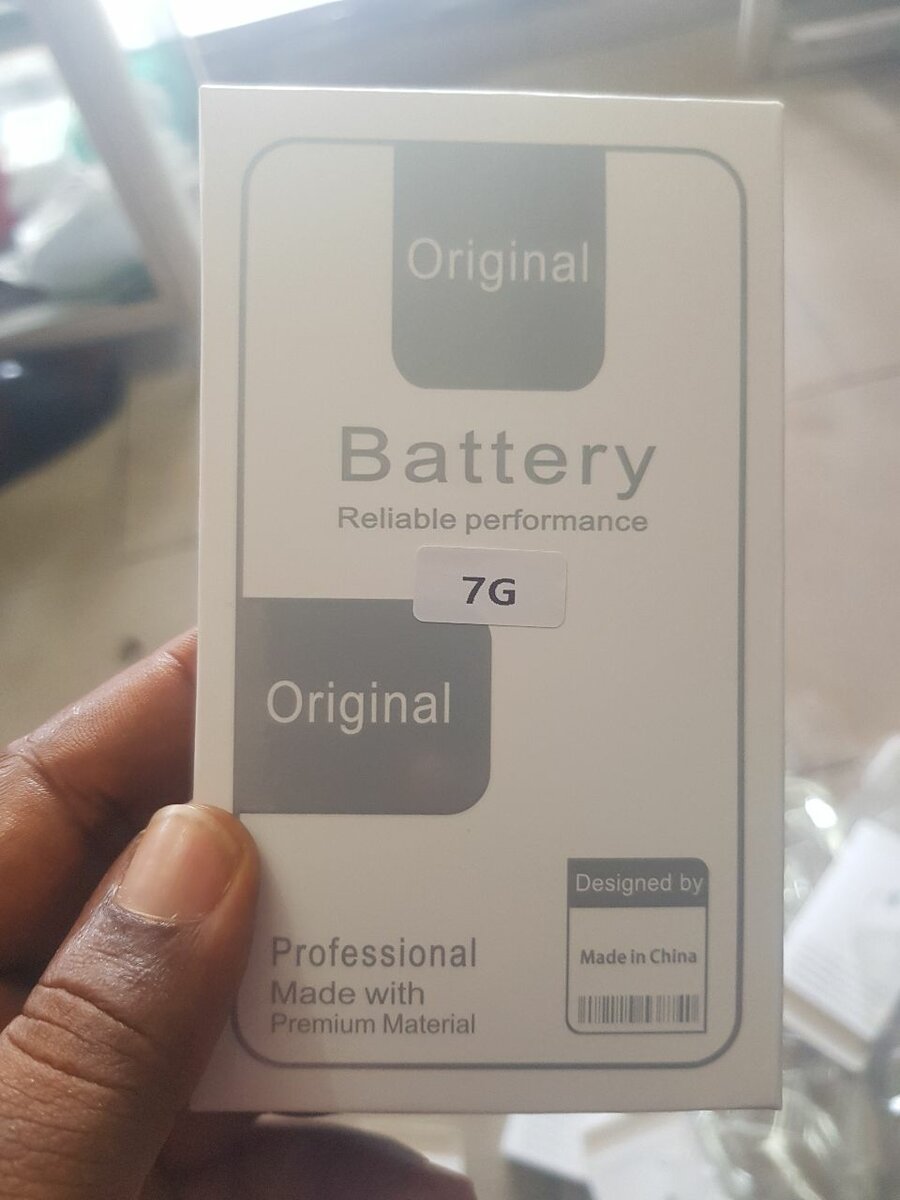 Original
Battery
Reliable performance
7G
Original
Designed by
Made in China
Professional
Made with
Premium Material